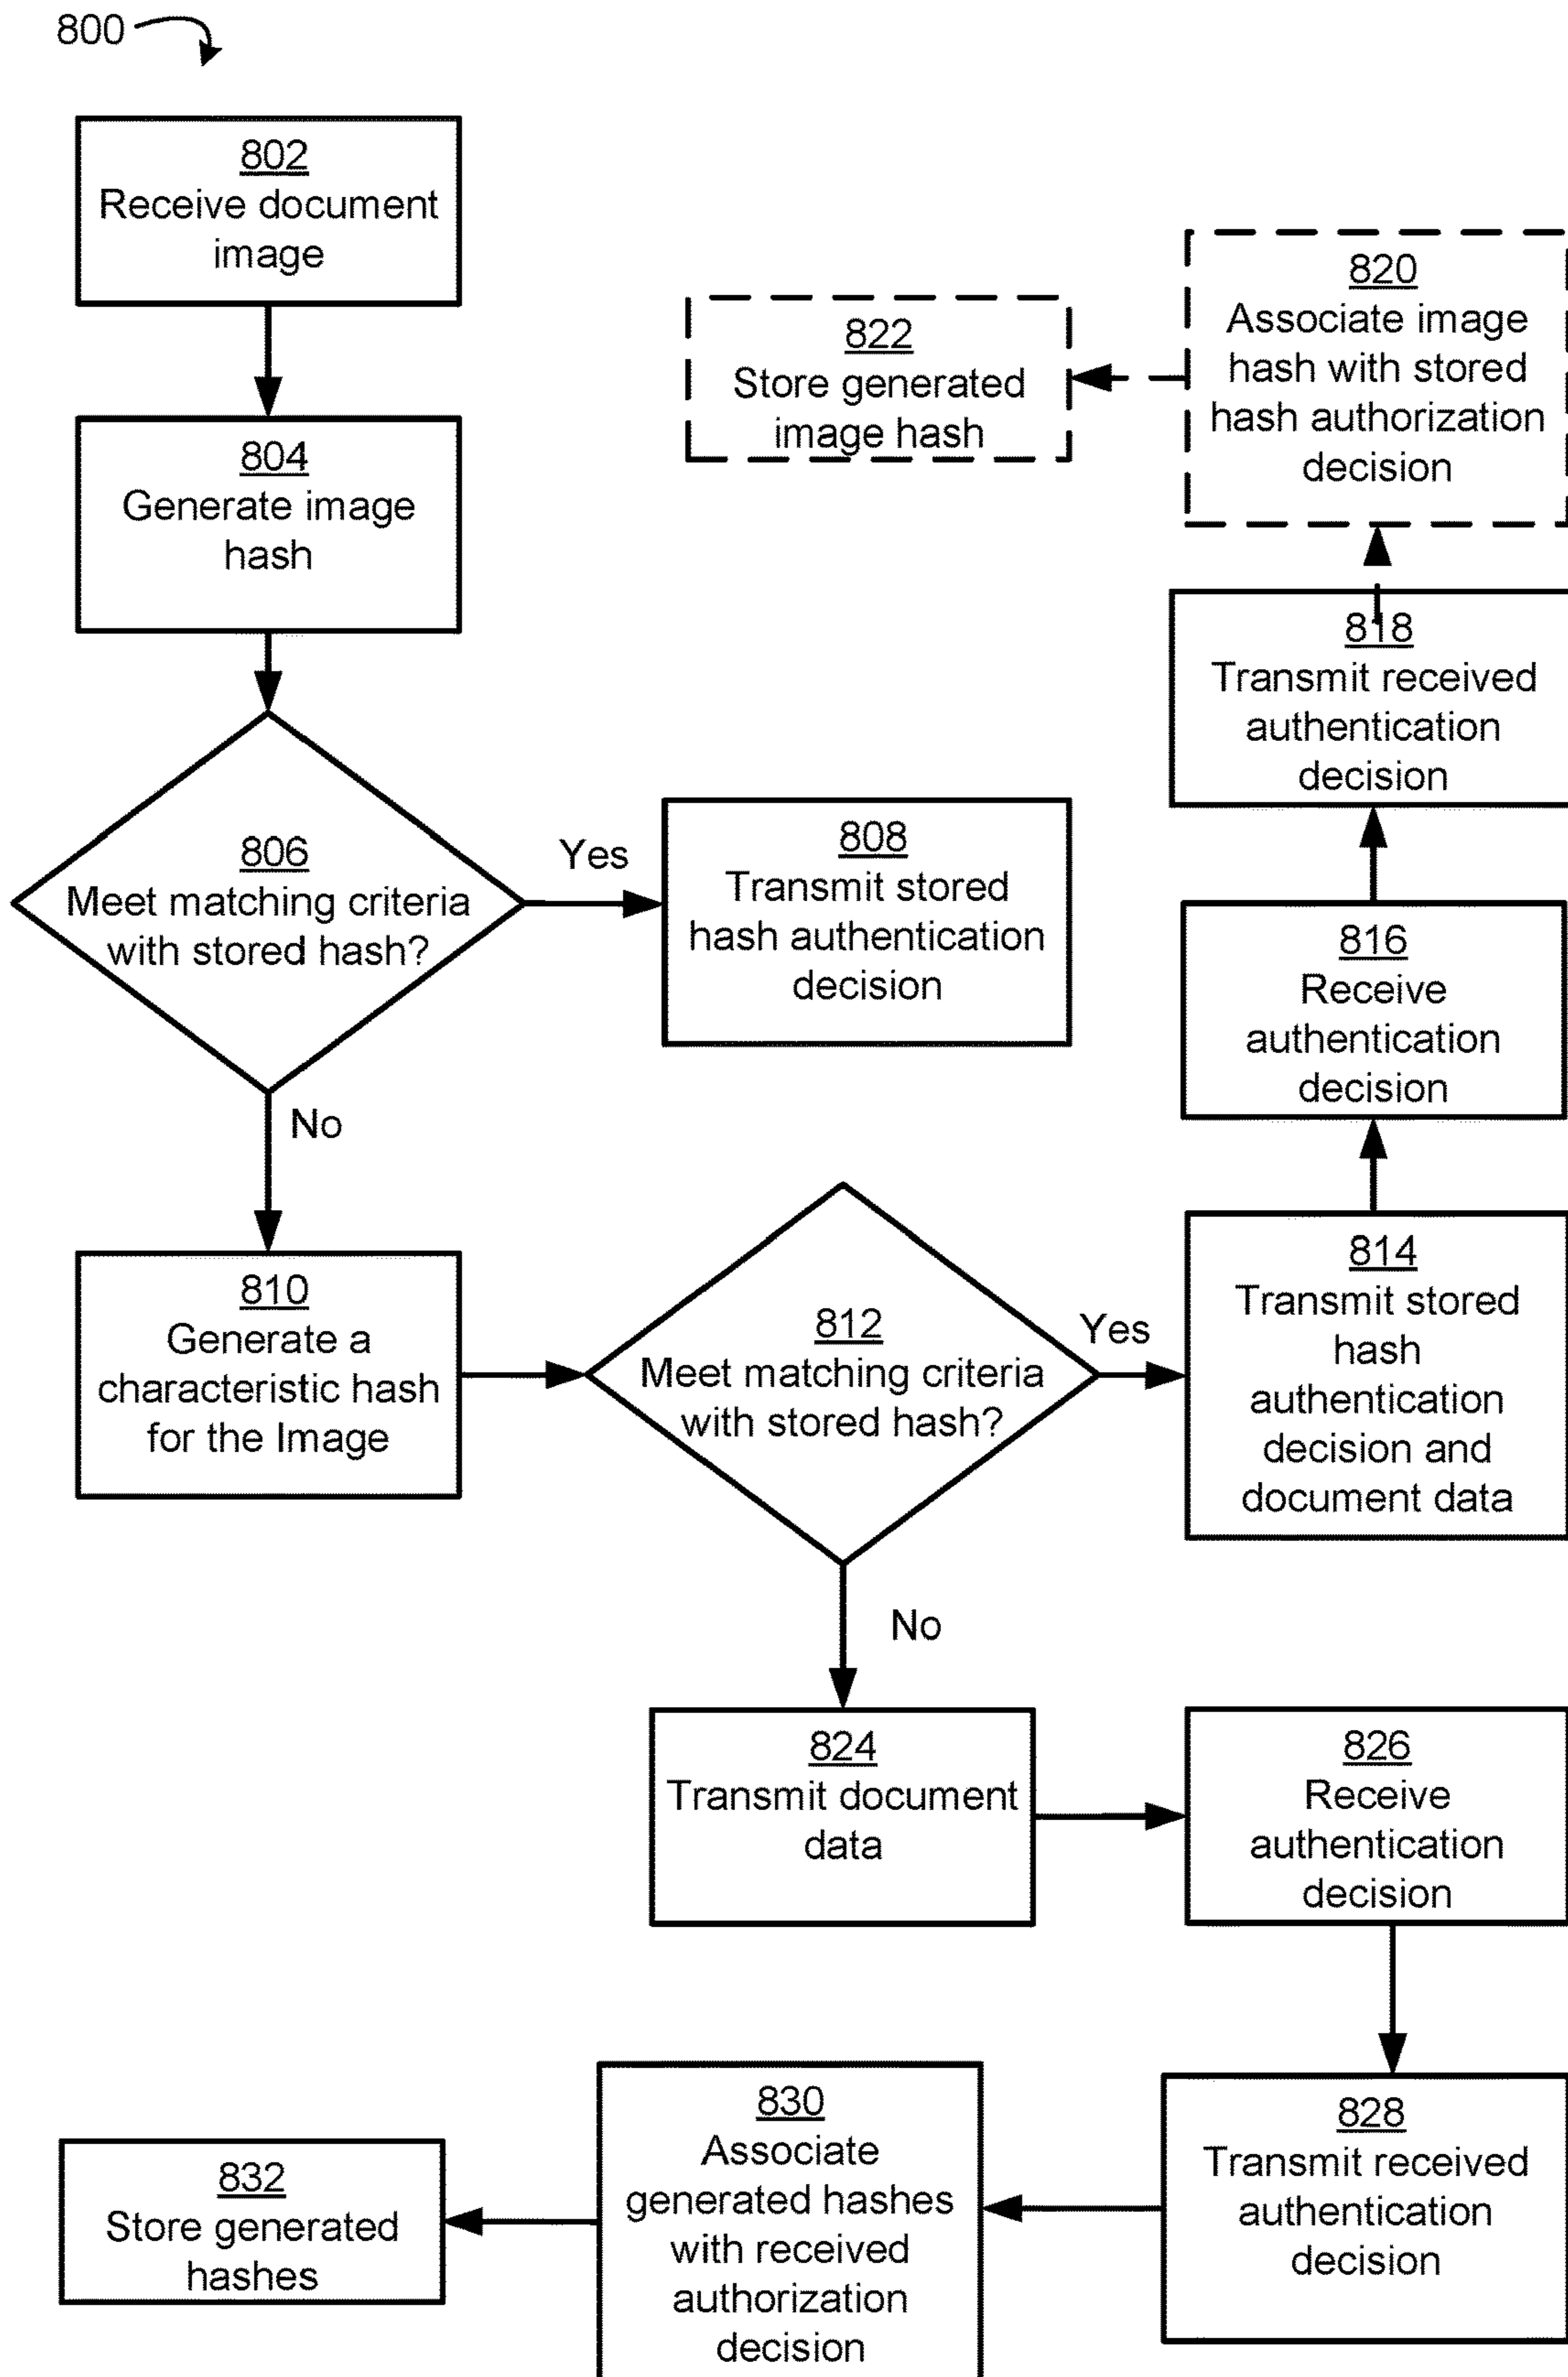 800
802
Receive document
image
804
Generate image
hash
806
Meet matching criteria
with stored hash?
Yes
808
Transmit stored
hash authentication
decision
No
810
Generate a
characteristic hash
for the Image
812
Meet matching criteria
with stored hash?
Yes
814
Transmit stored
hash
authentication
decision and
document data
816
Receive
authentication
decision
818
Transmit received
authentication
decision
820
Associate image
hash with stored
hash authorization
decision
822
Store generated
image hash
No
824
Transmit document
data
826
Receive
authentication
decision
828
Transmit received
authentication
decision
830
Associate
generated hashes
with received
authorization
decision
832
Store generated
hashes